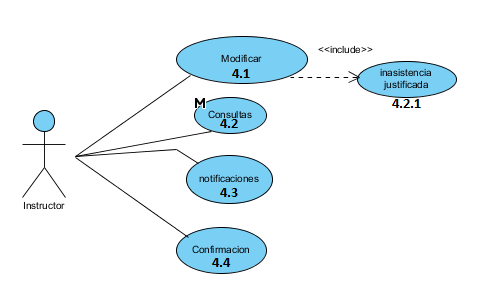 Modificar
4.1
<<include>>
inasistencia
justificada
4.2.1
M
Consultas
4.2
notificaciones
4.3
Confirmacion
4.4
Instructor